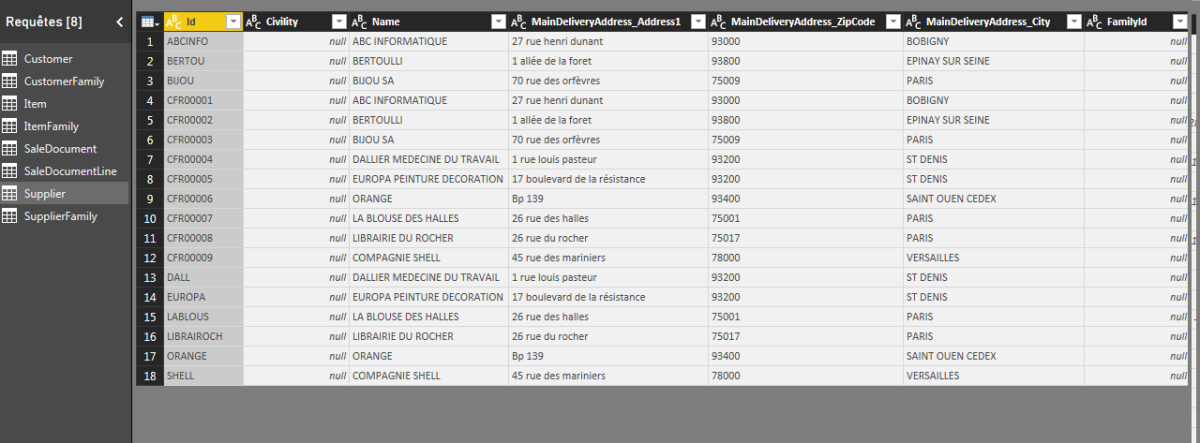 Requêtes [8]
Customer
CustomerFamily
Item
ItemFamily
SaleDocument
SaleDocumentLine
Supplier
SupplierFamily
Id Civility Name MainDeliveryAddress_Address1 MainDeliveryAddress_ZipCode MainDeliveryAddress_City FamilyId
1 ABCINFO null ABC INFORMATIQUE 27 rue henri dunant 93000 BOBIGNY null
2 BERTOU null BERTOULLI 1 allée de la foret 93800 EPINAY SUR SEINE null
3 BIJOU null BIJOU SA 70 rue des orfèvres 75009 PARIS null
4 CFR00001 null ABC INFORMATIQUE 27 rue henri dunant 93000 BOBIGNY null
5 CFR00002 null BERTOULLI 1 allée de la foret 93800 EPINAY SUR SEINE null
6 CFR00003 null BIJOU SA 70 rue des orfèvres 75009 PARIS null
7 CFR00004 null DALLIER MEDECINE DU TRAVAIL 1 rue louis pasteur 93200 ST DENIS null
8 CFR00005 null EUROPA PEINTURE DECORATION 17 boulevard de la résistance 93200 ST DENIS null
9 CFR00006 null ORANGE Bp 139 93400 SAINT OUEN CEDEX null
10 CFR00007 null LA BLOUSE DES HALLES 26 rue des halles 75001 PARIS null
11 CFR00008 null LIBRAIRIE DU ROCHER 26 rue du rocher 75017 PARIS null
12 CFR00009 null COMPAGNIE SHELL 45 rue des mariniers 78000 VERSAILLES null
13 DALL null DALLIER MEDECINE DU TRAVAIL 1 rue louis pasteur 93200 ST DENIS null
14 EUROPA null EUROPA PEINTURE DECORATION 17 boulevard de la résistance 93200 ST DENIS null
15 LABLOUS null LA BLOUSE DES HALLES 26 rue des halles 75001 PARIS null
16 LIBRAIROCH null LIBRAIRIE DU ROCHER 26 rue du rocher 75017 PARIS null
17 ORANGE null ORANGE Bp 139 93400 SAINT OUEN CEDEX null
18 SHELL null COMPAGNIE SHELL 45 rue des mariniers 78000 VERSAILLES null